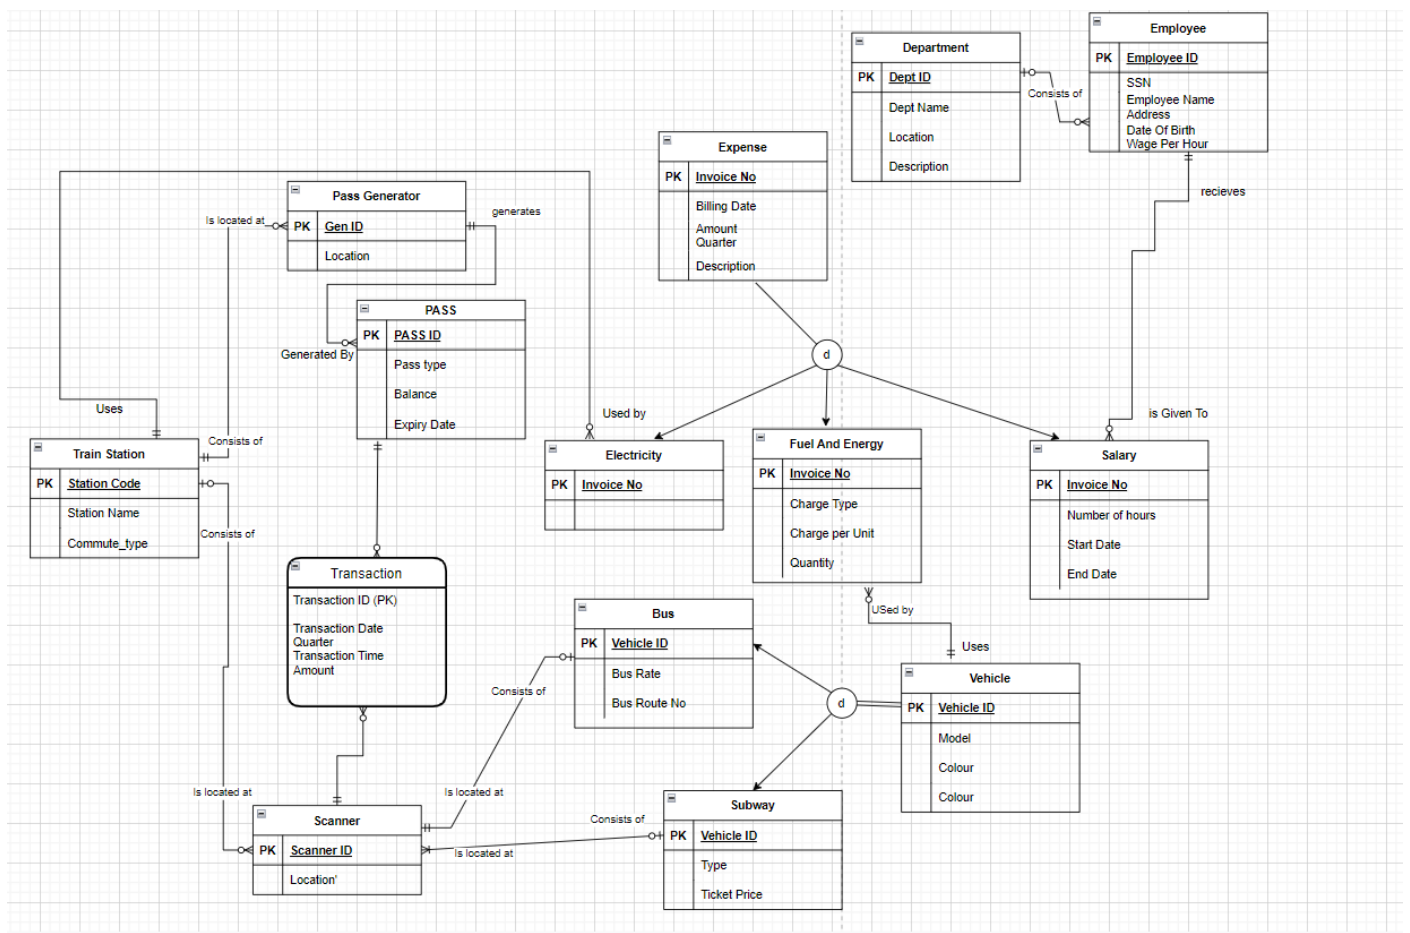 Employee
PK Employee ID
SSN
Employee Name
Address
Date Of Birth
Wage Per Hour
Department
PK Dept ID
Dept Name
Location
Description
Consists of
recieves
Expense
PK Invoice No
Billing Date
Amount
Quarter
Description
Pass Generator
PK Gen ID
Location
Is located at
generates
PASS
PK PASS ID
Pass type
Balance
Expiry Date
Generated By
d
Uses
Used by
is Given To
Train Station
PK Station Code
Station Name
Commute_type
Consists of
Consists of
Electricity
PK Invoice No
Fuel And Energy
PK Invoice No
Charge Type
Charge per Unit
Quantity
Salary
PK Invoice No
Number of hours
Start Date
End Date
Transaction
Transaction ID (PK)
Transaction Date
Quarter
Transaction Time
Amount
Bus
PK Vehicle ID
Bus Rate
Bus Route No
Consists of
USed by
Uses
d
Vehicle
PK Vehicle ID
Model
Colour
Colour
Is located at
Is located at
Scanner
PK Scanner ID
Location'
Consists of
Is located at
Subway
PK Vehicle ID
Type
Ticket Price